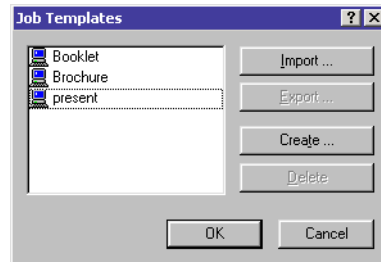 Job Templates
Booklet
Brochure
present
Import ...
Export ...
Create ...
Delete
OK
Cancel